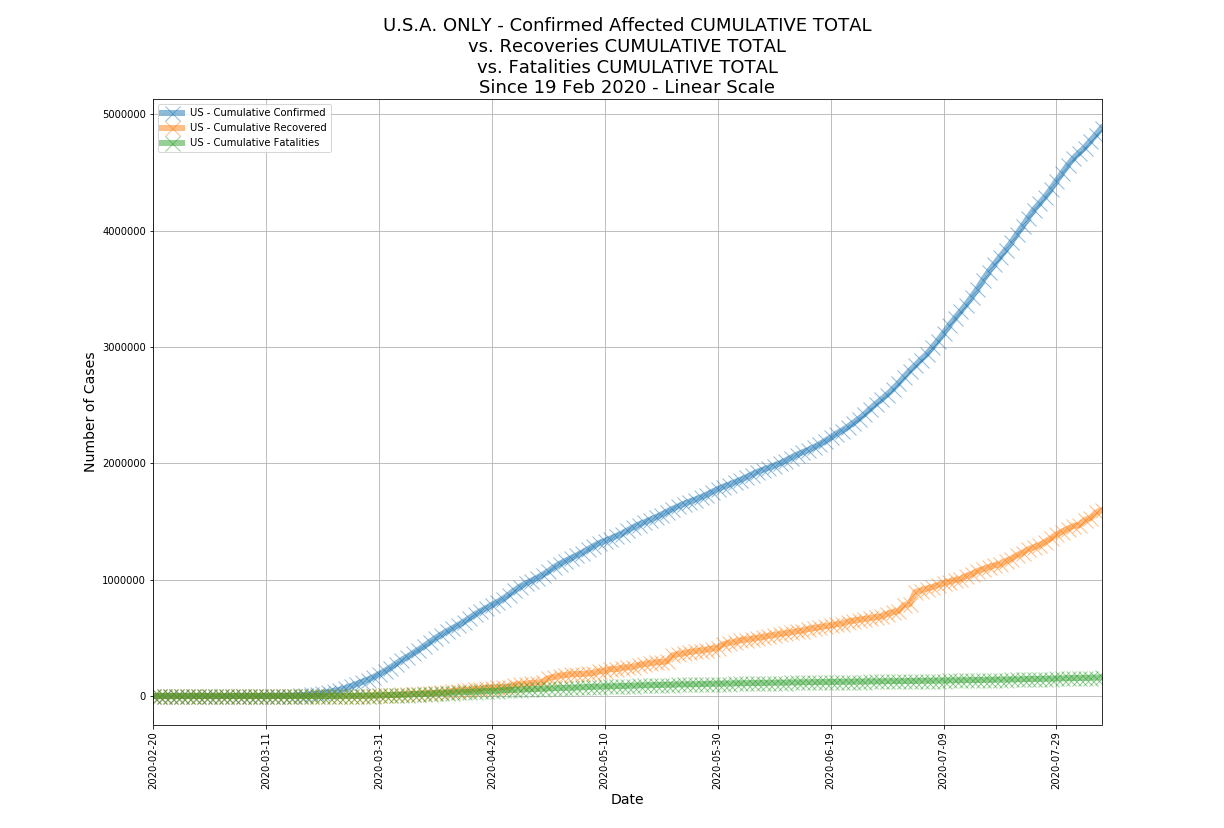 U.S.A. ONLY - Confirmed Affected CUMULATIVE TOTAL
vs. Recoveries CUMULATIVE TOTAL
vs. Fatalities CUMULATIVE TOTAL
Since 19 Feb 2020 - Linear Scale
US - Cumulative Confirmed
US - Cumulative Recovered
US - Cumulative Fatalities
Number of Cases
5000000
4000000
3000000
2000000
1000000
0
2020-02-20
2020-03-11
2020-03-31
2020-04-20
2020-05-10
2020-05-30
2020-06-19
2020-07-09
2020-07-29
Date